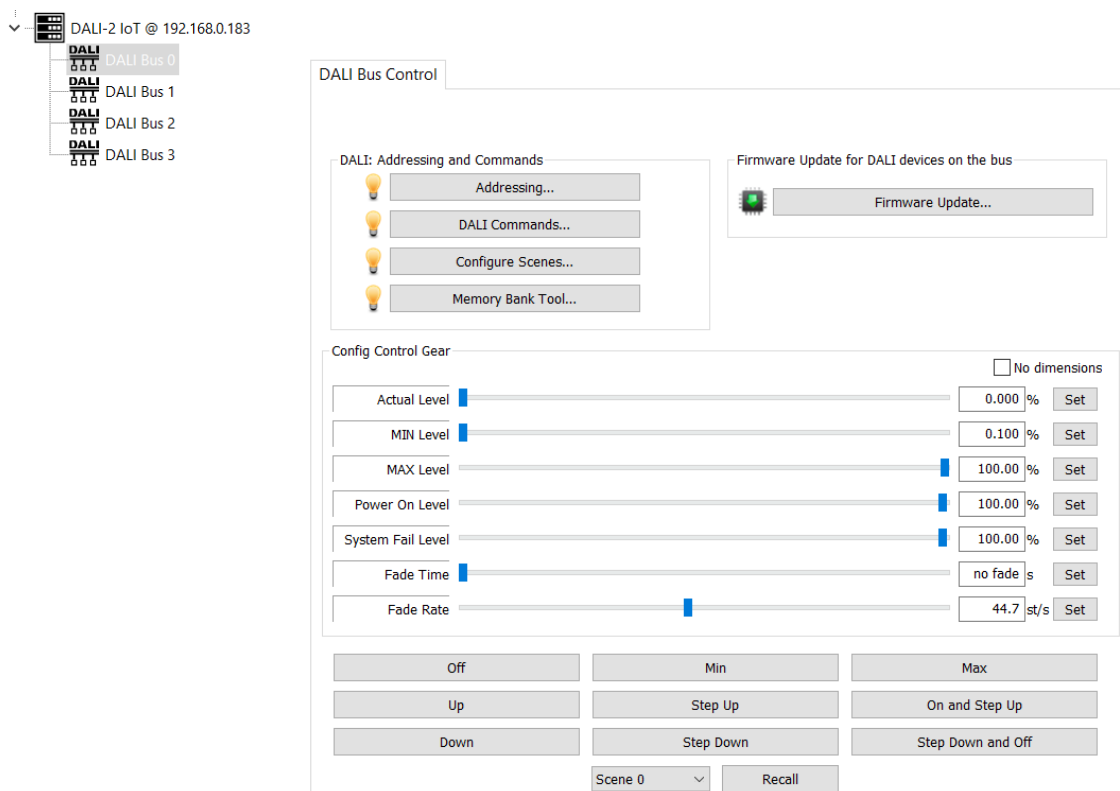 DALI-2 IoT @ 192.168.0.183
DALI DALI Bus 0
DALI DALI Bus 1
DALI DALI Bus 2
DALI DALI Bus 3
DALI Bus Control
DALI: Addressing and Commands
Addressing...
DALI Commands...
Configure Scenes...
Memory Bank Tool...
Firmware Update for DALI devices on the bus
Firmware Update...
Config Control Gear
No dimensions
Actual Level 0.000 % Set
MIN Level 0.100 % Set
MAX Level 100.00 % Set
Power On Level 100.00 % Set
System Fail Level 100.00 % Set
Fade Time no fade s Set
Fade Rate 44.7 st/s Set
Off Min Max
Up Step Up On and Step Up
Down Step Down Step Down and Off
Scene 0 Recall